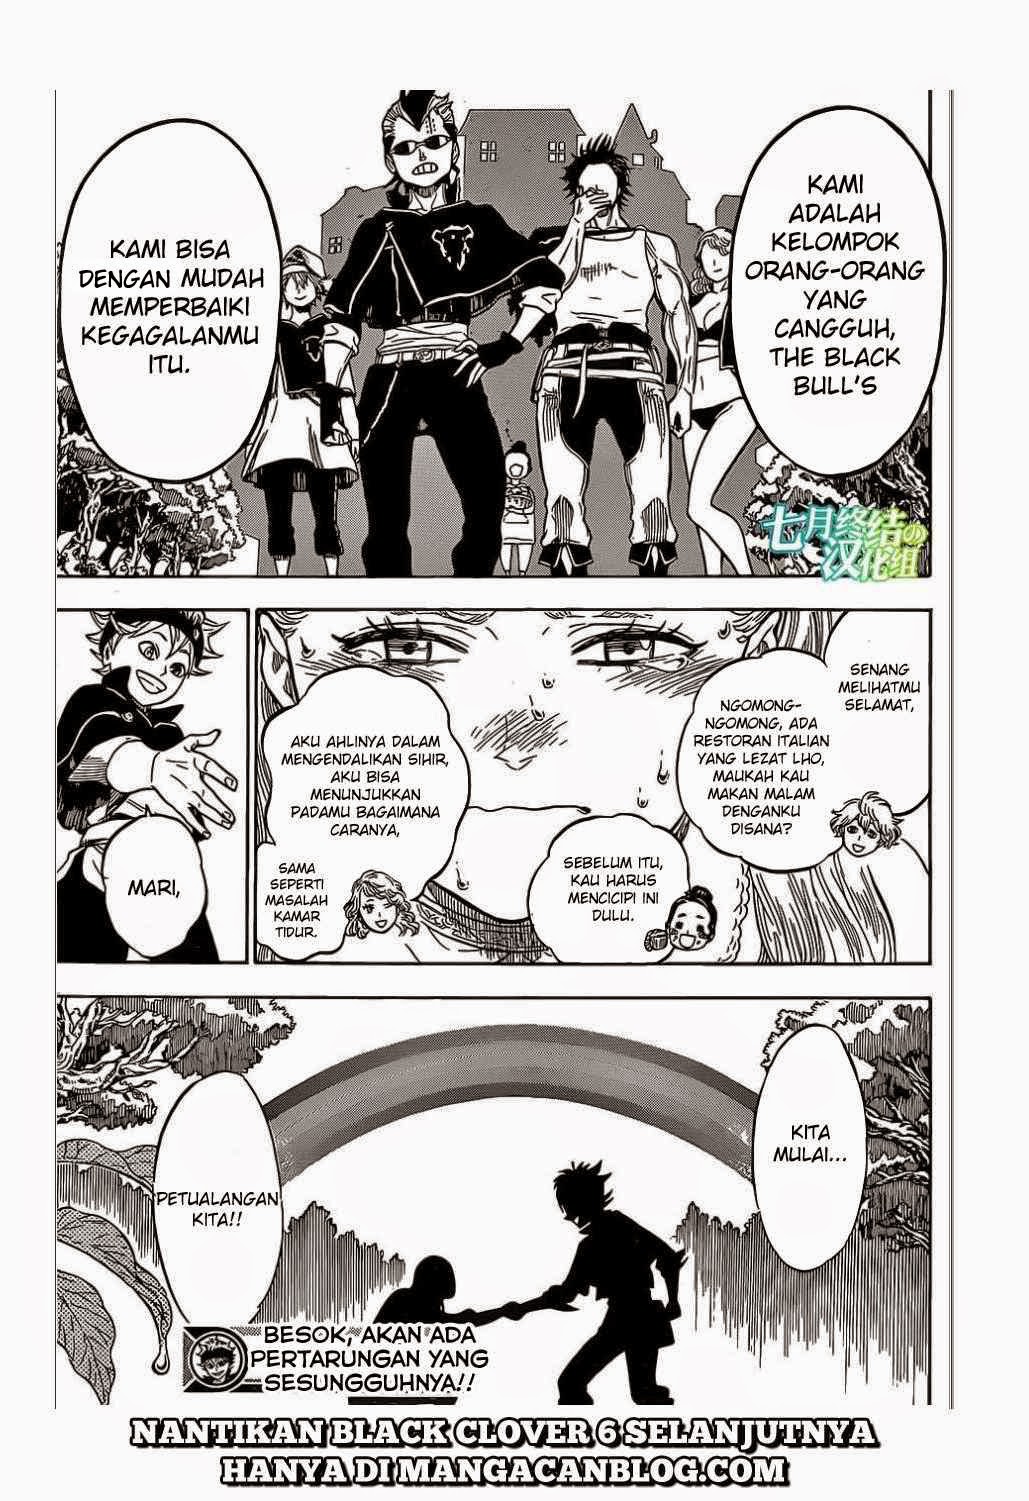 KAMI
ADALAH
KELOMPOK
ORANG-ORANG
YANG
CANGGUH,
THE BLACK
BULL'S
KAMI BISA
DENGAN MUDAH
MEMPERBAIKI
KEGAGALANMU
ITU.
七月终结の
汉化组
SENANG
MELIHATMU
SELAMAT,
NGOMONG-
NGOMONG, ADA
RESTORAN ITALIAN
YANG LEZAT LHO,
MAUKAH KAU
MAKAN MALAM
DENGANKU
DISANA?
SEBELUM ITU,
KAU HARUS
MENCICIPI INI
DULU.
AKU AHLINYA DALAM
MENGENDALIKAN SIHIR,
AKU BISA
MENUNJUKKAN
PADAMU BAGAIMANA
CARANYA,
SAMA
SEPERTI
MASALAH
KAMAR
TIDUR.
MARI,
KITA
MULAI...
PETUALANGAN
KITA!!
BESOK, AKAN ADA
PERTARUNGAN YANG
SESUNGGUHNYA!!
NANTIKAN BLACK CLOVER 6 SELANJUTNYA
HANYA DI MANGACANBLOG.COM